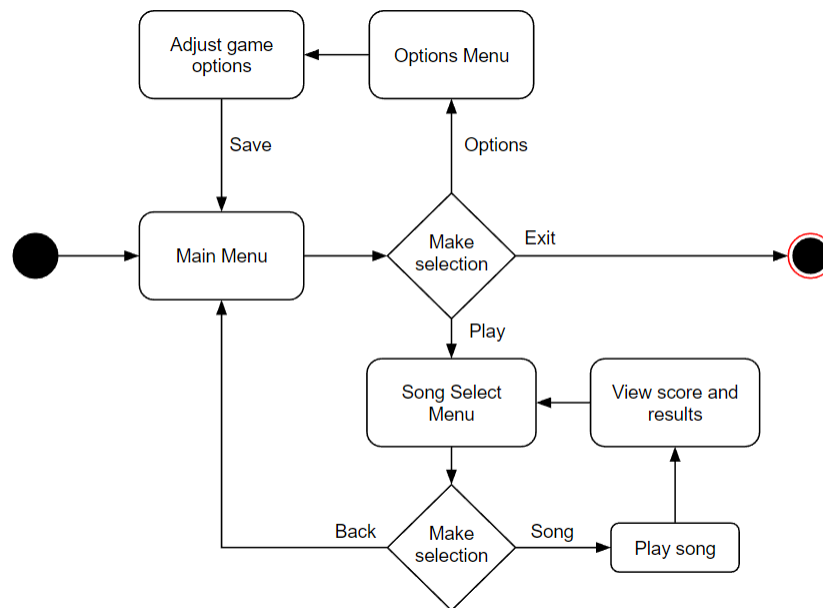 Adjust game
options
Options Menu
Save
Options
Main Menu
Make
selection
Exit
Play
Song Select
Menu
View score and
results
Back
Make
selection
Song
Play song